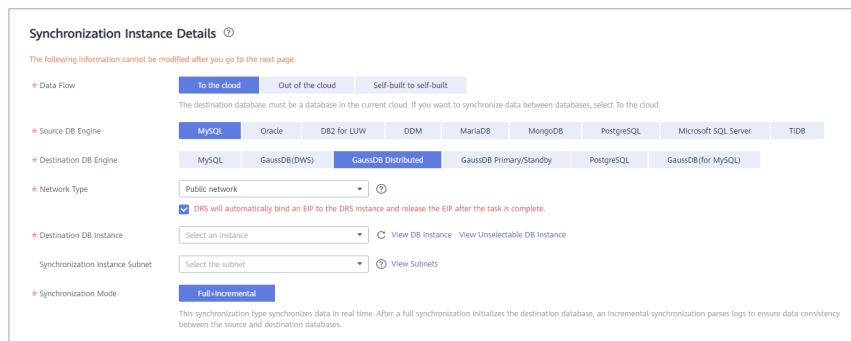 Synchronization Instance Details ?
The following information cannot be modified after you go to the next page.
* Data Flow To the cloud Out of the cloud Self-built to self-built
The destination database must be a database in the current cloud. If you want to synchronize data between databases, select To the cloud.
* Source DB Engine MySQL Oracle DB2 for LUW DDM MariaDB MongoDB PostgreSQL Microsoft SQL Server TiDB
* Destination DB Engine MySQL GaussDB(DWS) GaussDB Distributed GaussDB Primary/Standby PostgreSQL GaussDB(for MySQL)
* Network Type Public network ?
DRS will automatically bind an EIP to the DRS instance and release the EIP after the task is complete.
* Destination DB Instance Select an instance View DB Instance View Unselectable DB Instance
Synchronization Instance Subnet Select the subnet ? View Subnets
* Synchronization Mode Full+Incremental
This synchronization type synchronizes data in real time. After a full synchronization initializes the destination database, an incremental synchronization parses logs to ensure data consistency
between the source and destination databases.